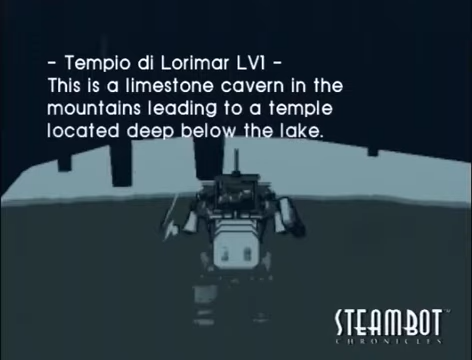 - Tempio di Lorimar LV1 -
This is a limestone cavern in the
mountains leading to a temple
located deep below the lake.
STEAMBOT™
CHRONICLES